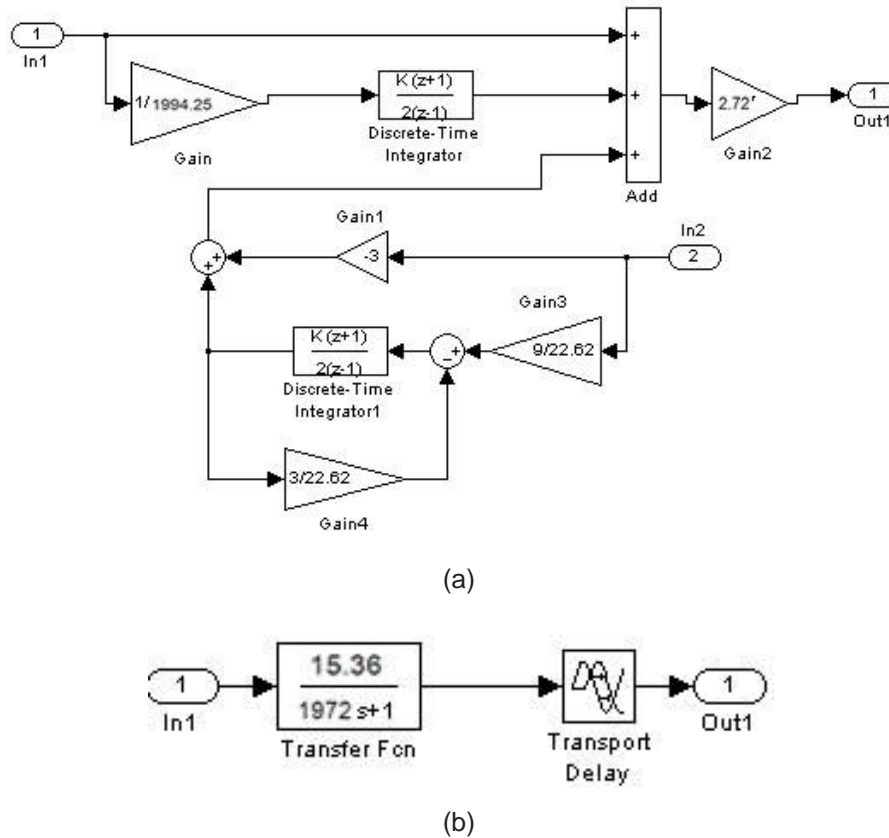 1
In1
1/1994.25
Gain
K(z+1)
2(z-1)
Discrete-Time
Integrator
+
+
+
Add
2.72'
Gain2
1
Out1
Gain1
-3
+
+
In2
2
Gain3
9/22.62
K(z+1)
2(z-1)
Discrete-Time
Integrator1
−
+
3/22.62
Gain4
(a)
1
In1
15.36
1972 s+1
Transfer Fcn
Transport
Delay
1
Out1
(b)